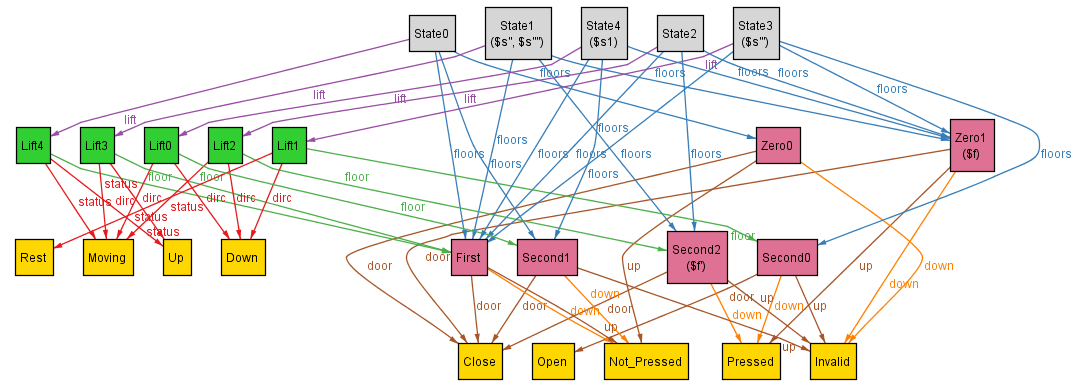 State0
State1
($s", $s"")
State4
($s1)
State2
State3
($s"')
floors
floors
floors
floors
lift
floors
lift
lift
lift
lift
Lift4
Lift3
Lift0
Lift2
Lift1
floors
floors
Zero0
Zero1
($f)
floors
floors
floors
floors
floors
floors
floor
floor
floor
floors
status
status
dirc
dirc
status
dirc
dirc
floor
status
status
floor
Rest
Moving
Up
Down
First
Second1
Second2
($f')
Second0
door
door
up
up
down
down
door
door
door
down
down
door
up
down
down
up
up
up
Close
Open
Not_Pressed
Pressed
Invalid